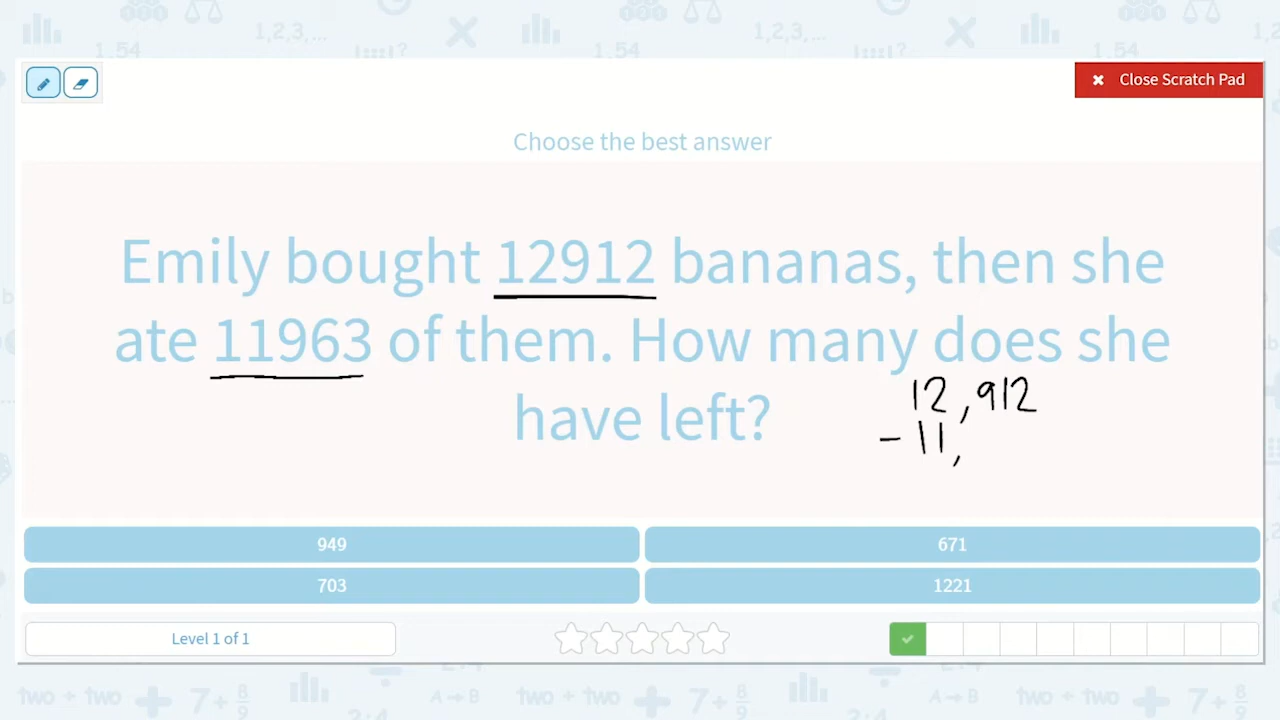 Close Scratch Pad
Choose the best answer
Emily bought 12912 bananas, then she
ate 11963 of them. How many does she
have left?
12,912
- 11,
949
671
703
1221
Level 1 of 1